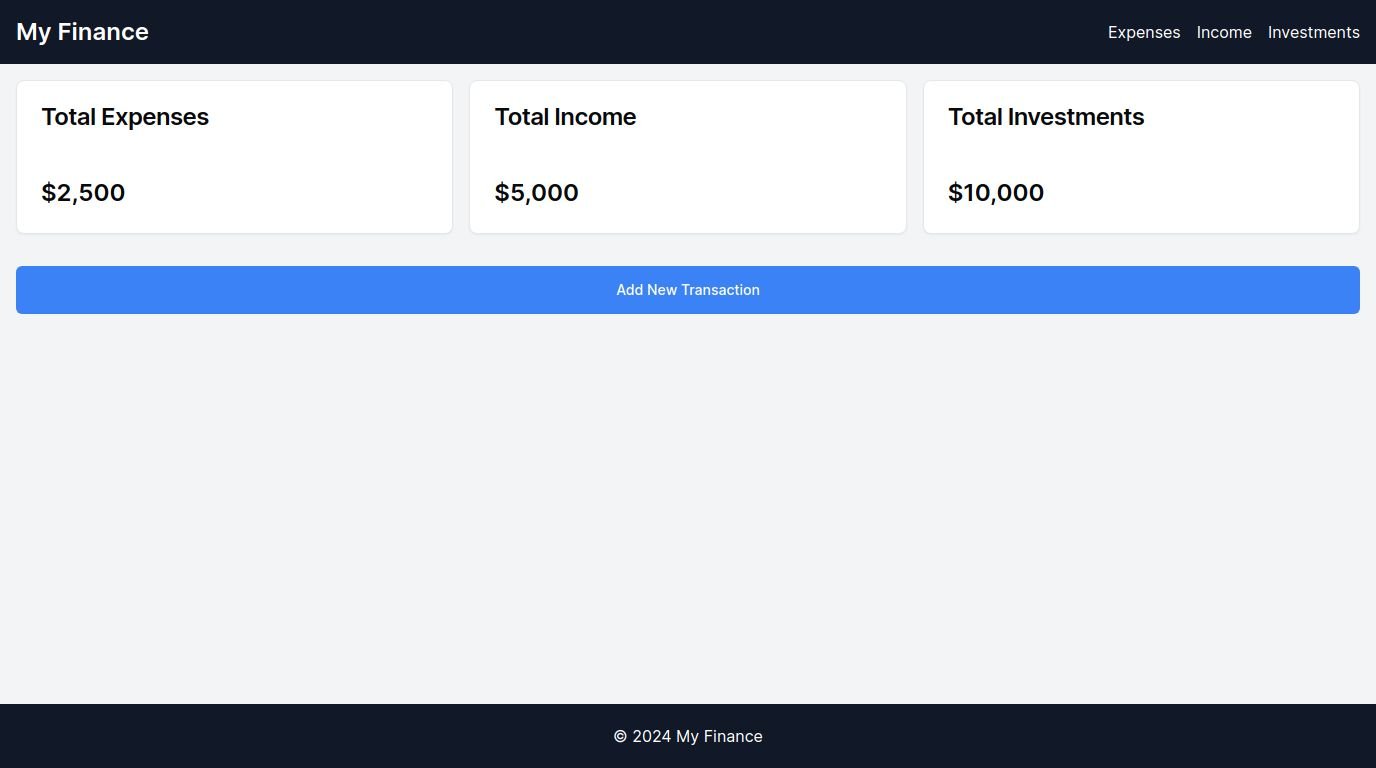 My Finance
Expenses Income Investments
Total Expenses
$2,500
Total Income
$5,000
Total Investments
$10,000
Add New Transaction
© 2024 My Finance